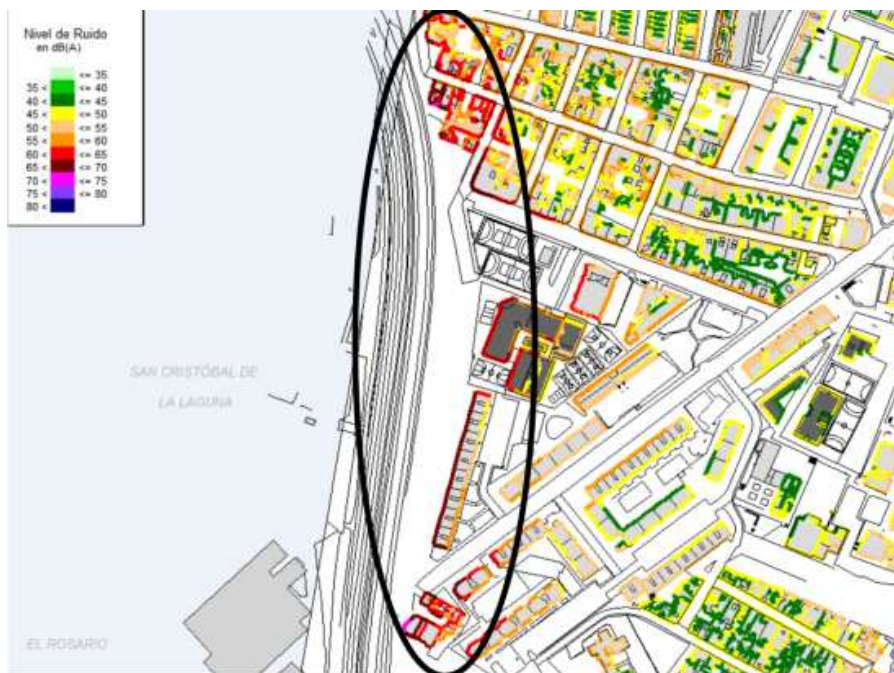 Nivel de Ruido
en dB(A)
<= 35
35 < <= 40
40 < <= 45
45 < <= 50
50 < <= 55
55 < <= 60
60 < <= 65
65 < <= 70
70 < <= 75
75 < <= 80
80 <
SAN CRISTÓBAL DE
LA LAGUNA
EL ROSARIO